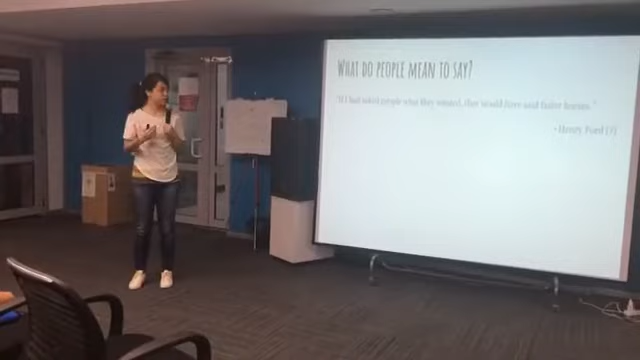 What do people mean to say?
"If I had asked people what they wanted, they would have said faster horses."
- Henry Ford (?)